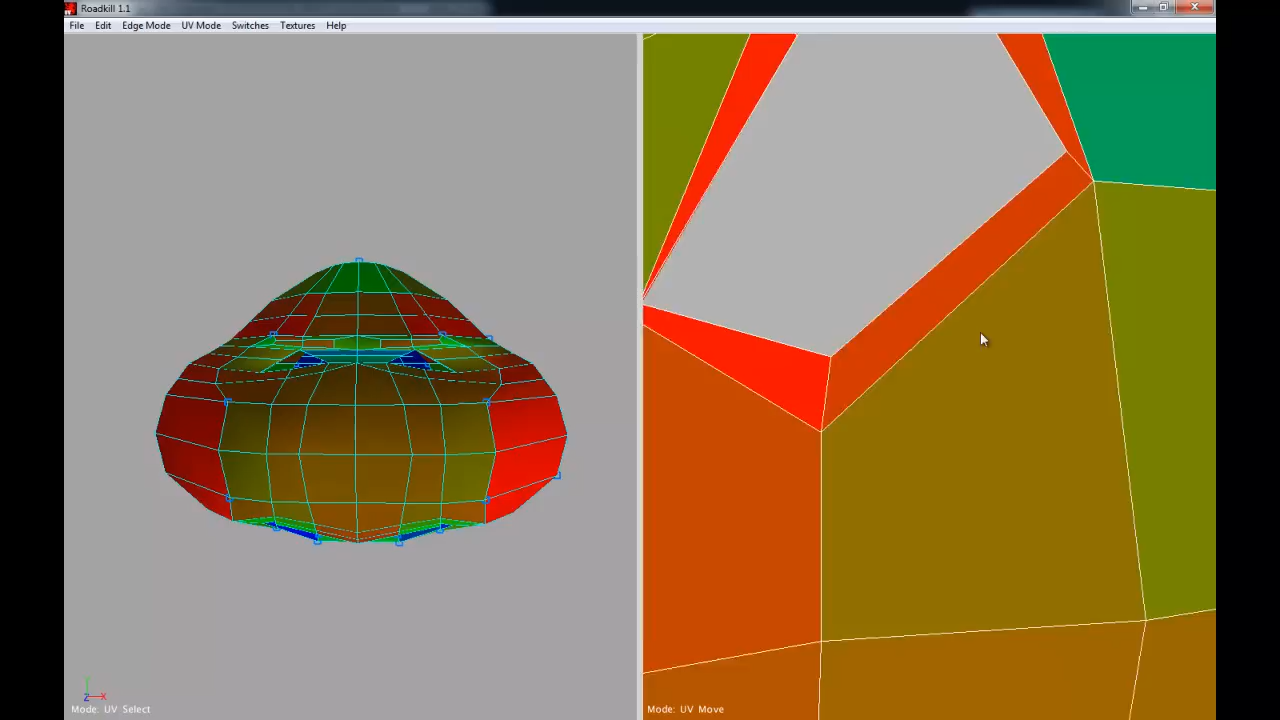 Roadkill 1.1
File Edit Edge Mode UV Mode Switches Textures Help
Z X
Mode: UV Select
Mode: UV Move